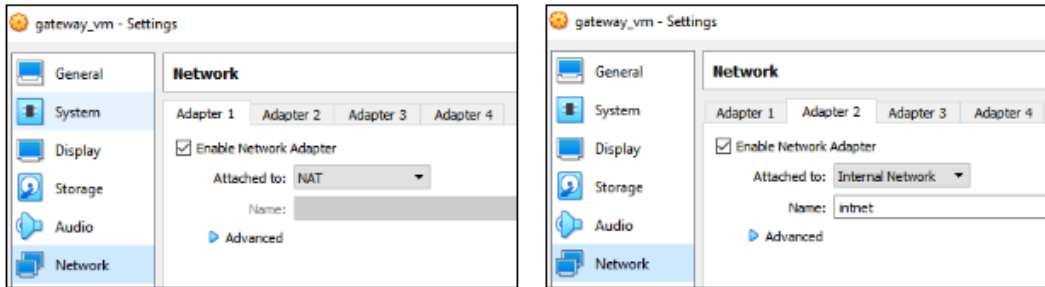 gateway_vm - Settings
General
System
Display
Storage
Audio
Network
Network
Adapter 1 Adapter 2 Adapter 3 Adapter 4
Enable Network Adapter
Attached to: NAT
Name:
Advanced
gateway_vm - Settings
General
System
Display
Storage
Audio
Network
Network
Adapter 1 Adapter 2 Adapter 3 Adapter 4
Enable Network Adapter
Attached to: Internal Network
Name: intnet
Advanced